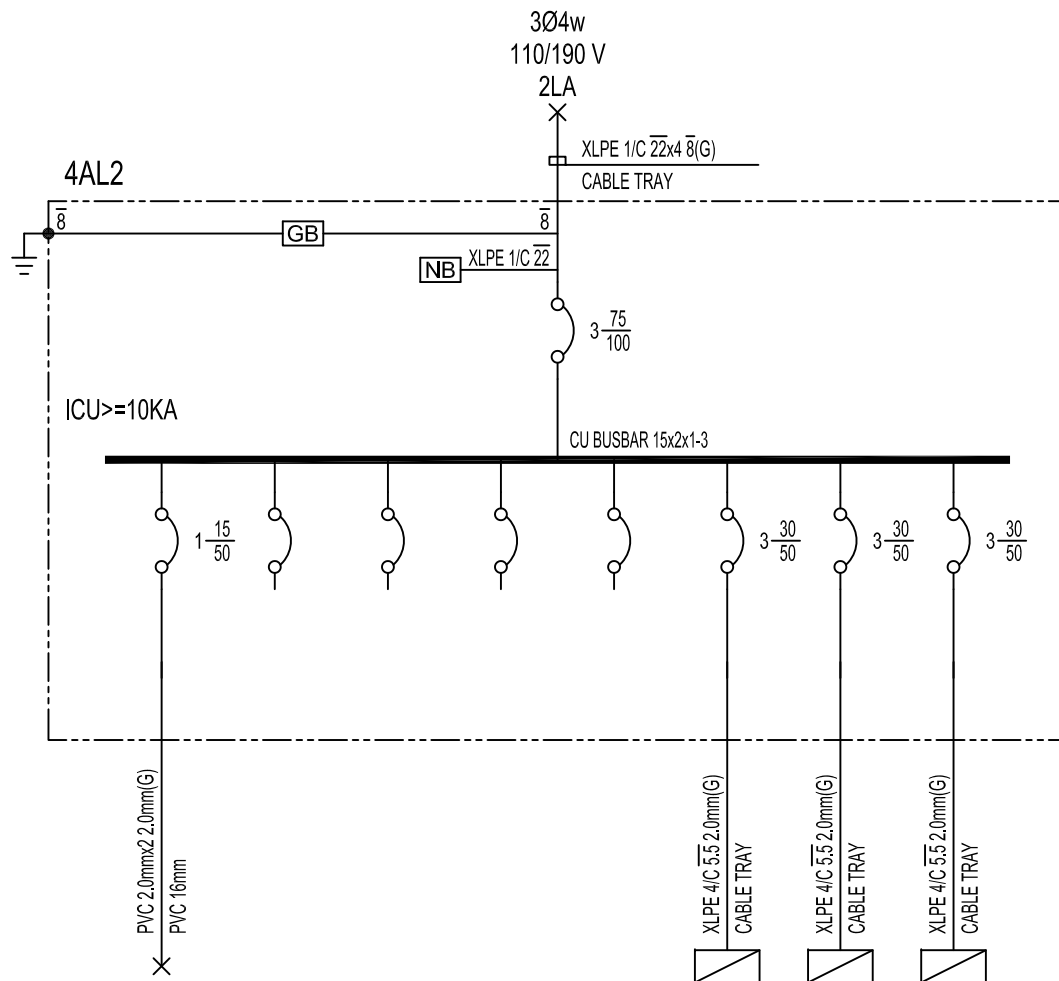 3Ø4w
110/190 V
2LA
XLPE 1/C 22x4 8(G)
CABLE TRAY
4AL2
8
8
GB
XLPE 1/C 22
NB
3 75
100
ICU>=10KA
CU BUSBAR 15x2x1-3
1 15
50
3 30
50
3 30
50
3 30
50
PVC 2.0mmx2 2.0mm(G)
PVC 16mm
XLPE 4/C 5.5 2.0mm(G)
CABLE TRAY
XLPE 4/C 5.5 2.0mm(G)
CABLE TRAY
XLPE 4/C 5.5 2.0mm(G)
CABLE TRAY